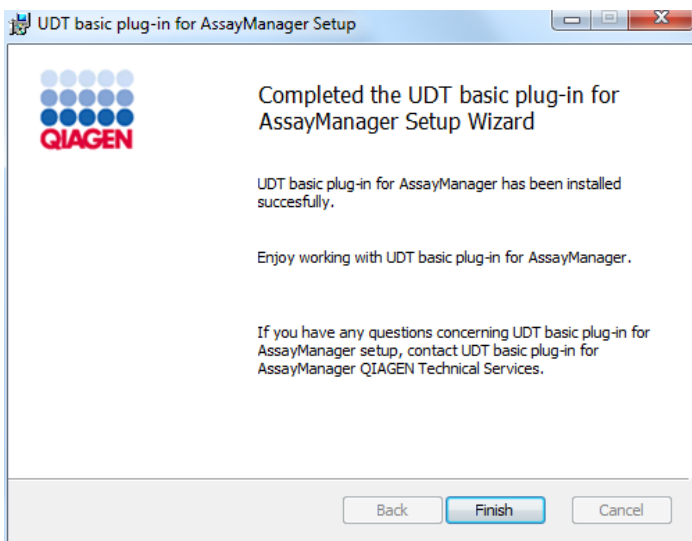 UDT basic plug-in for AssayManager Setup
QIAGEN
Completed the UDT basic plug-in for
AssayManager Setup Wizard
UDT basic plug-in for AssayManager has been installed
succesfully.
Enjoy working with UDT basic plug-in for AssayManager.
If you have any questions concerning UDT basic plug-in for
AssayManager setup, contact UDT basic plug-in for
AssayManager QIAGEN Technical Services.
Back
Finish
Cancel